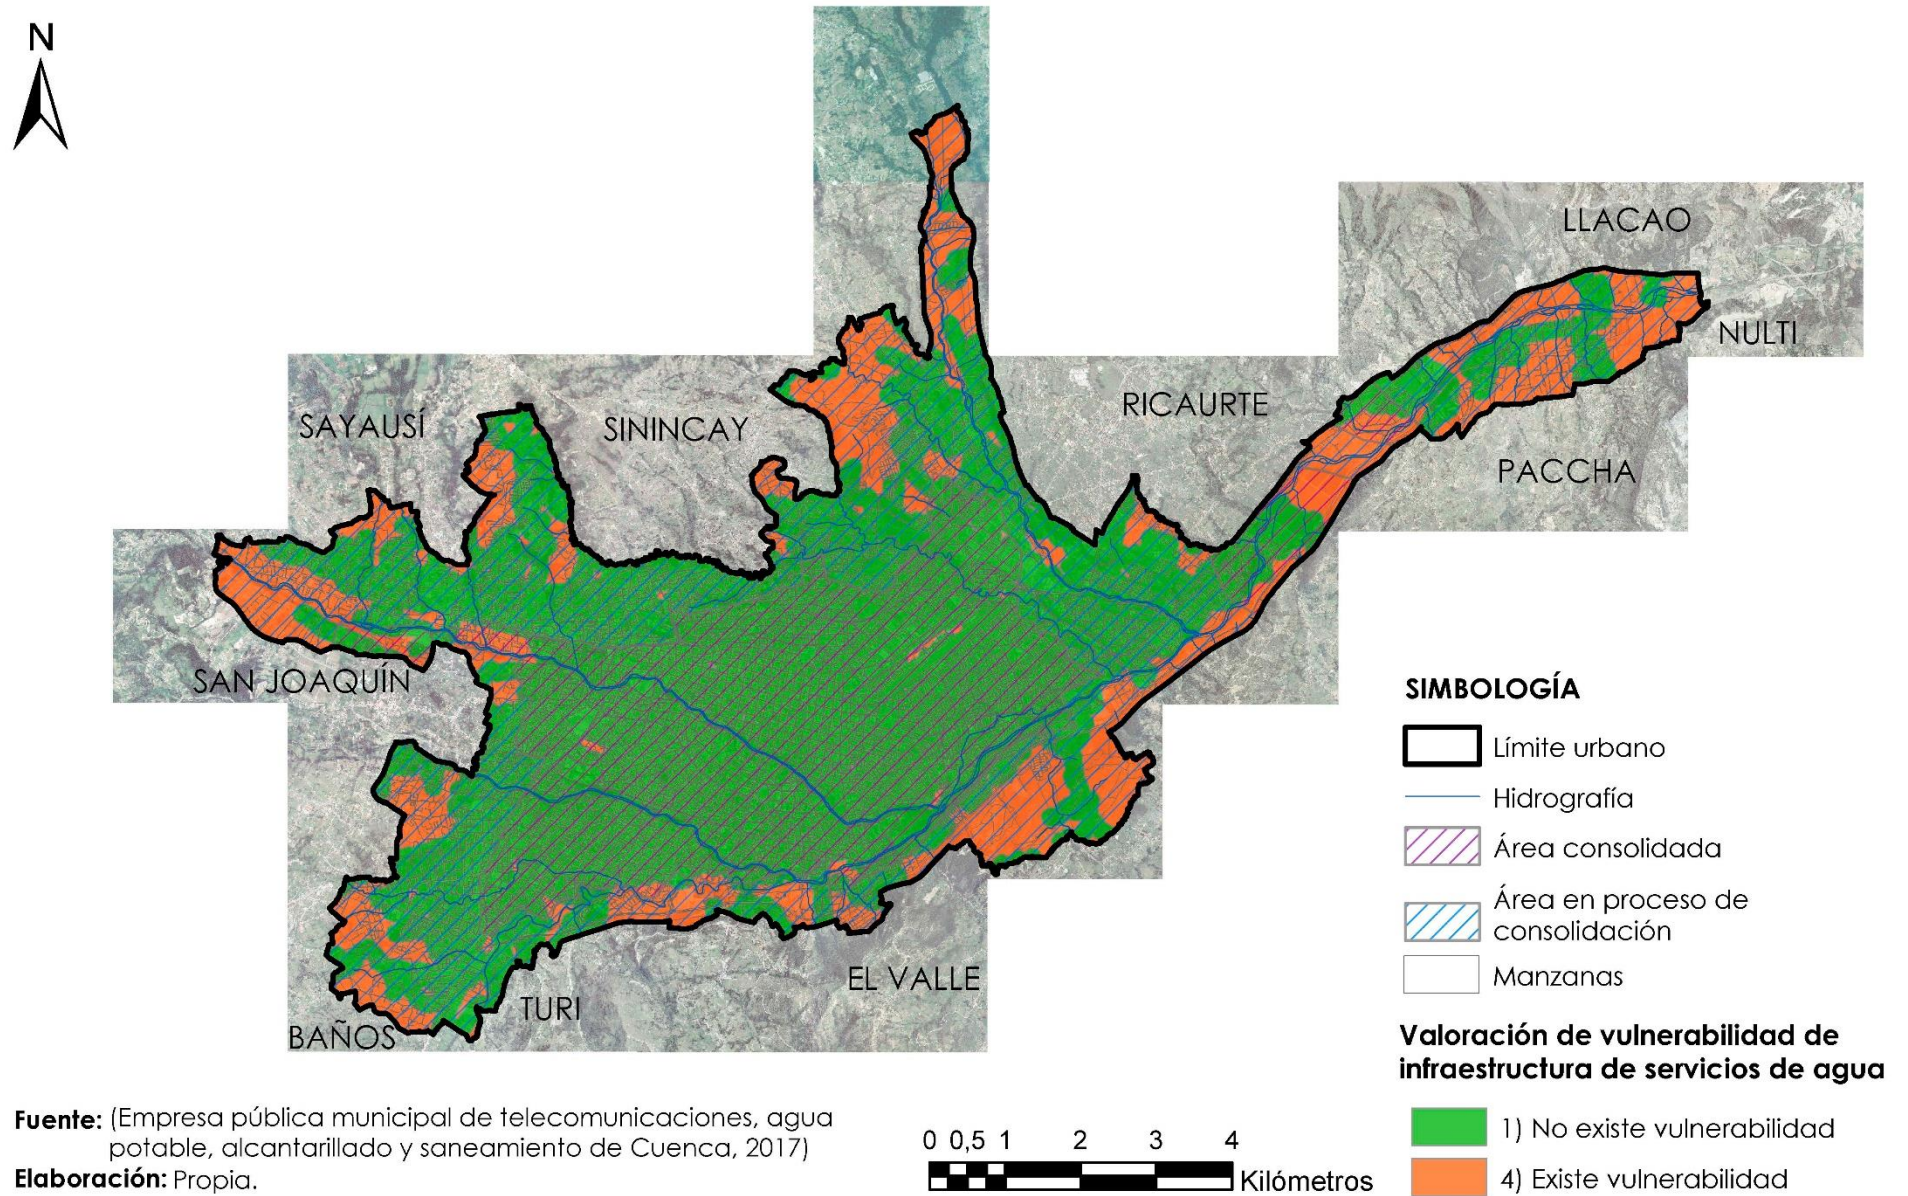 N
LLACAO
NULTI
RICAURTE
SAYAUSÍ
SININCAY
PACCHA
SAN JOAQUÍN
EL VALLE
TURI
BAÑOS
SIMBOLOGÍA
Límite urbano
Hidrografía
Área consolidada
Área en proceso de
consolidación
Manzanas
Valoración de vulnerabilidad de
infraestructura de servicios de agua
1) No existe vulnerabilidad
4) Existe vulnerabilidad
Fuente: (Empresa pública municipal de telecomunicaciones, agua
potable, alcantarillado y saneamiento de Cuenca, 2017)
Elaboración: Propia.
0 0,5 1 2 3 4
Kilómetros